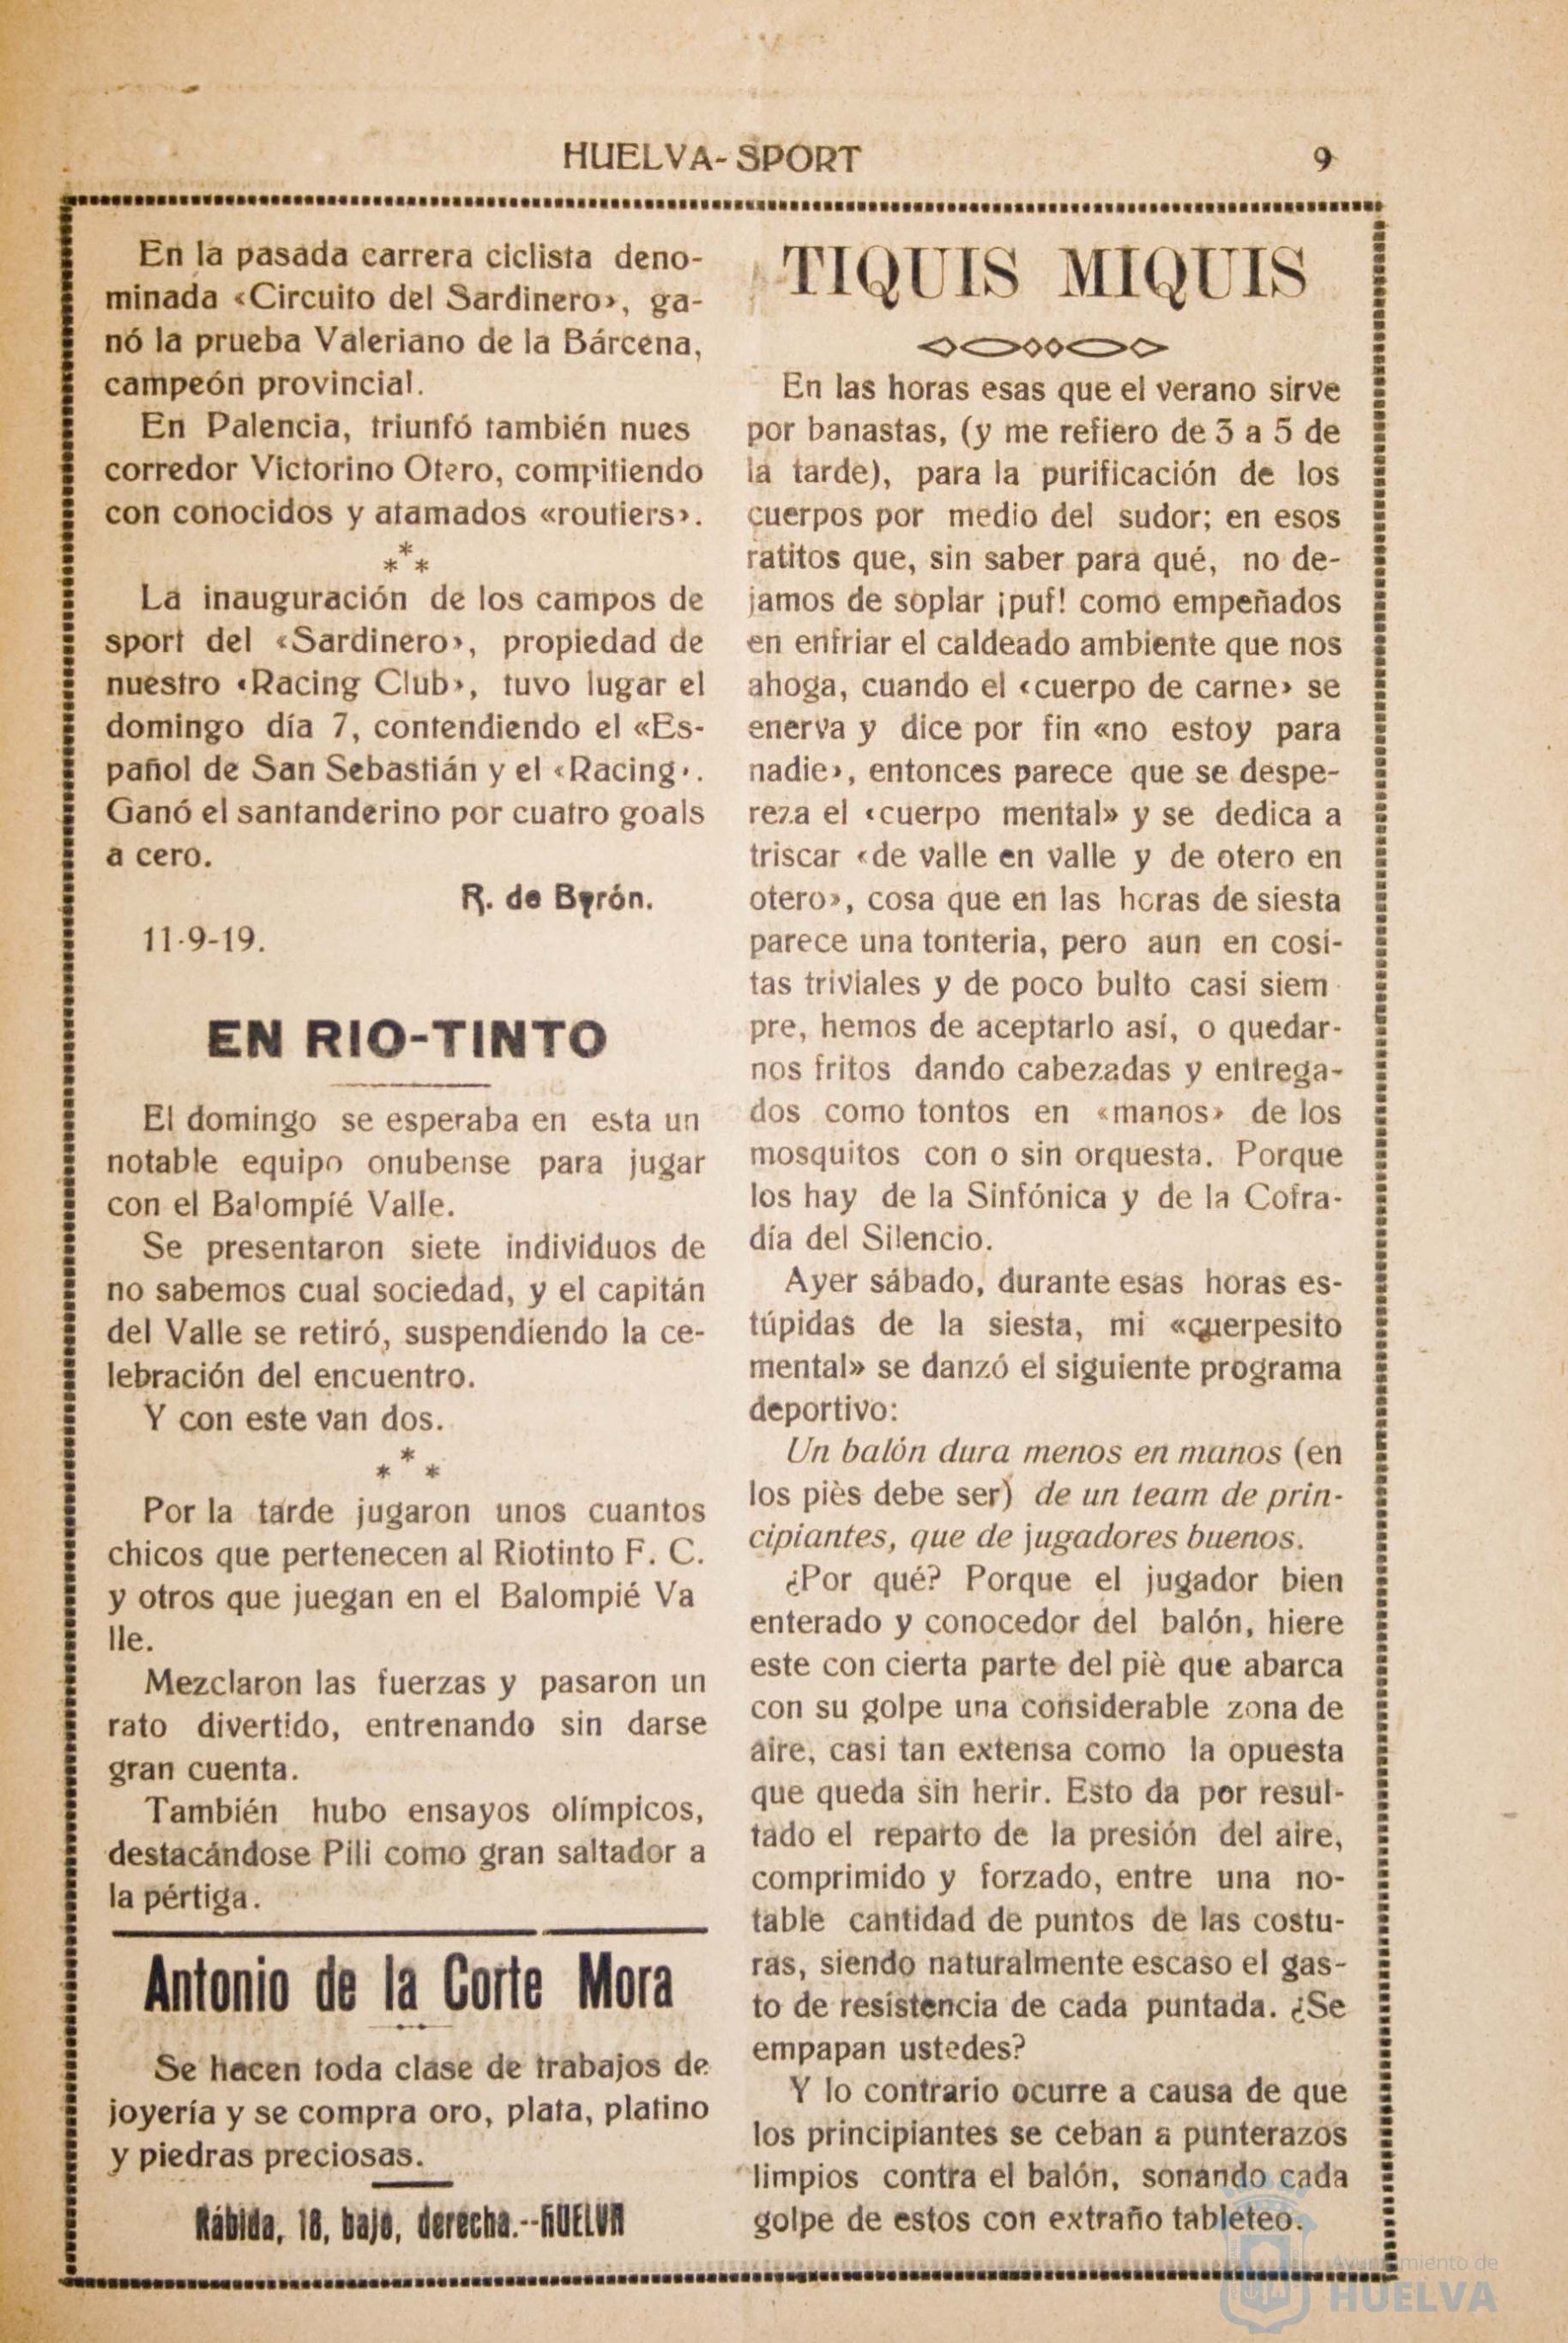 HUELVA-SPORT
9
En la pasada carrera ciclista deno-
minada «Circuito del Sardinero», ga-
nó la prueba Valeriano de la Bárcena,
campeón provincial.
En Palencia, triunfó también nues
corredor Victorino Otero, compitiendo
con conocidos y afamados «routiers».
***
La inauguración de los campos de
sport del «Sardinero», propiedad de
nuestro «Racing Club», tuvo lugar el
domingo día 7, contendiendo el «Es-
pañol de San Sebastián y el «Racing».
Ganó el santanderino por cuatro goals
a cero.
R. de Byrón.
11-9-19.
EN RIO-TINTO
El domingo se esperaba en esta un
notable equipo onubense para jugar
con el Balompié Valle.
Se presentaron siete individuos de
no sabemos cual sociedad, y el capitán
del Valle se retiró, suspendiendo la ce-
lebración del encuentro.
Y con este van dos.
***
Por la tarde jugaron unos cuantos
chicos que pertenecen al Riotinto F. C.
y otros que juegan en el Balompié Va
lle.
Mezclaron las fuerzas y pasaron un
rato divertido, entrenando sin darse
gran cuenta.
También hubo ensayos olímpicos,
destacándose Pili como gran saltador a
la pértiga.
Antonio de la Corte Mora
Se hacen toda clase de trabajos de
joyería y se compra oro, plata, platino
y piedras preciosas.
Rábida, 18, bajo, derecha.--HUELVA
TIQUIS MIQUIS
En las horas esas que el verano sirve
por banastas, (y me refiero de 3 a 5 de
la tarde), para la purificación de los
cuerpos por medio del sudor; en esos
ratitos que, sin saber para qué, no de-
jamos de soplar ¡puf! como empeñados
en enfriar el caldeado ambiente que nos
ahoga, cuando el «cuerpo de carne» se
enerva y dice por fin «no estoy para
nadie», entonces parece que se despe-
reza el «cuerpo mental» y se dedica a
triscar «de valle en valle y de otero en
otero», cosa que en las horas de siesta
parece una tonteria, pero aun en cosi-
tas triviales y de poco bulto casi siem
pre, hemos de aceptarlo así, o quedar-
nos fritos dando cabezadas y entrega-
dos como tontos en «manos» de los
mosquitos con o sin orquesta. Porque
los hay de la Sinfónica y de la Cofra-
día del Silencio.
Ayer sábado, durante esas horas es-
túpidas de la siesta, mi «cuerpesito
mental» se danzó el siguiente programa
deportivo:
Un balón dura menos en manos (en
los piès debe ser) de un team de prin-
cipiantes, que de jugadores buenos.
¿Por qué? Porque el jugador bien
enterado y conocedor del balón, hiere
este con cierta parte del piè que abarca
con su golpe una considerable zona de
aire, casi tan extensa como la opuesta
que queda sin herir. Esto da por resul-
tado el reparto de la presión del aire,
comprimido y forzado, entre una no-
table cantidad de puntos de las costu-
ras, siendo naturalmente escaso el gas-
to de resistencia de cada puntada. ¿Se
empapan ustedes?
Y lo contrario ocurre a causa de que
los principiantes se ceban a punterazos
limpios contra el balón, sonando cada
golpe de estos con extraño tableteo.
Ayuntamiento de
HUELVA